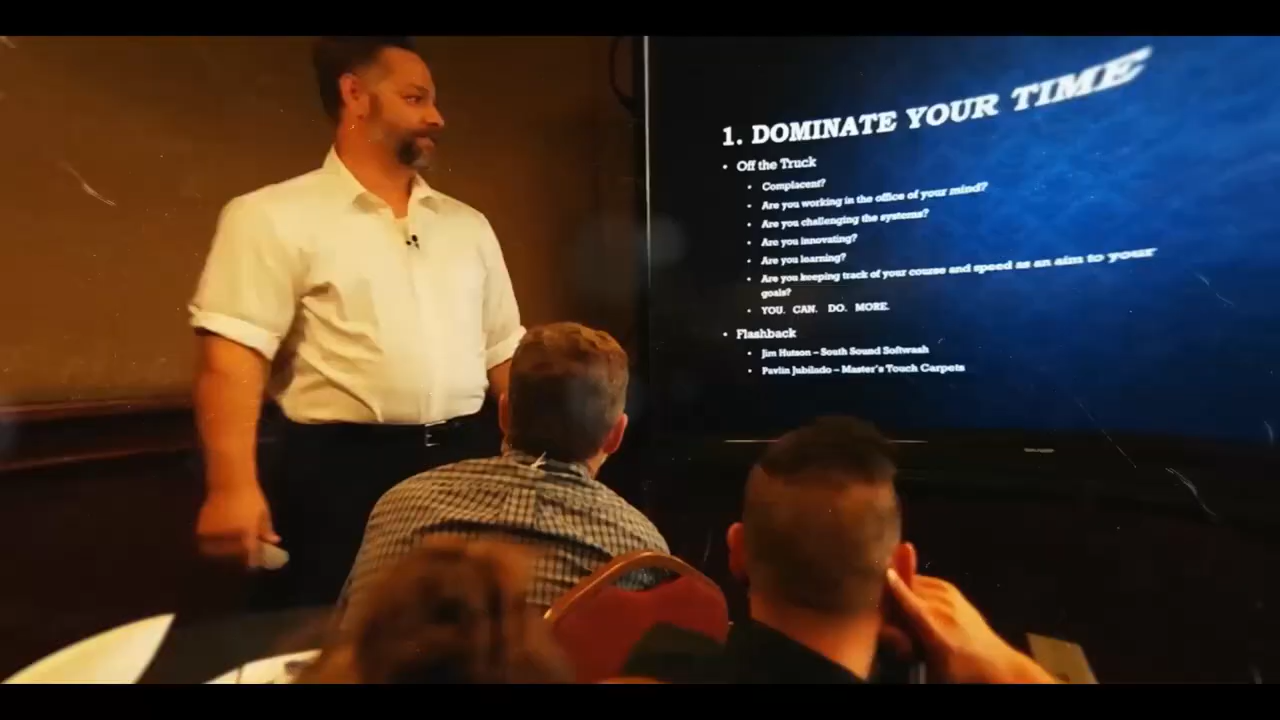 1. DOMINATE YOUR TIME
• Off the Truck
• Complacent?
• Are you working in the office of your mind?
• Are you challenging the systems?
• Are you innovating?
• Are you learning?
• Are you keeping track of your course and speed as an aim to your
goals?
• YOU. CAN. DO. MORE.
• Flashback
• Jim Hutson – South Sound Softwash
• Pavlin Jubilado – Master's Touch Carpets
SHARP